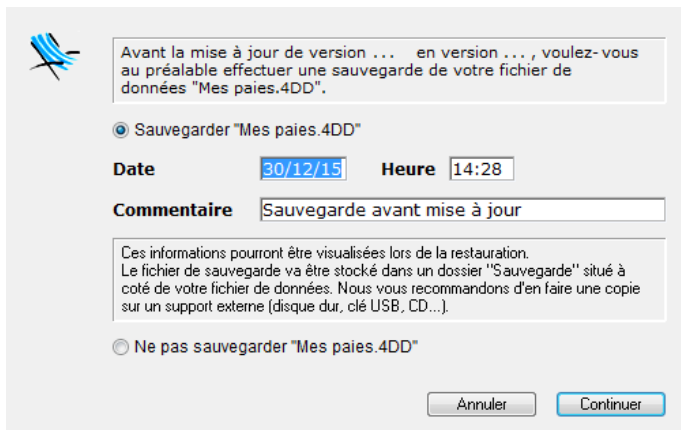 Avant la mise à jour de version ... en version ... , voulez-vous
au préalable effectuer une sauvegarde de votre fichier de
données "Mes paies.4DD".
Sauvegarder "Mes paies.4DD"
Date 30/12/15 Heure 14:28
Commentaire Sauvegarde avant mise à jour
Ces informations pourront être visualisées lors de la restauration.
Le fichier de sauvegarde va être stocké dans un dossier "Sauvegarde" situé à
coté de votre fichier de données. Nous vous recommandons d'en faire une copie
sur un support externe (disque dur, clé USB, CD...).
Ne pas sauvegarder "Mes paies.4DD"
Annuler Continuer